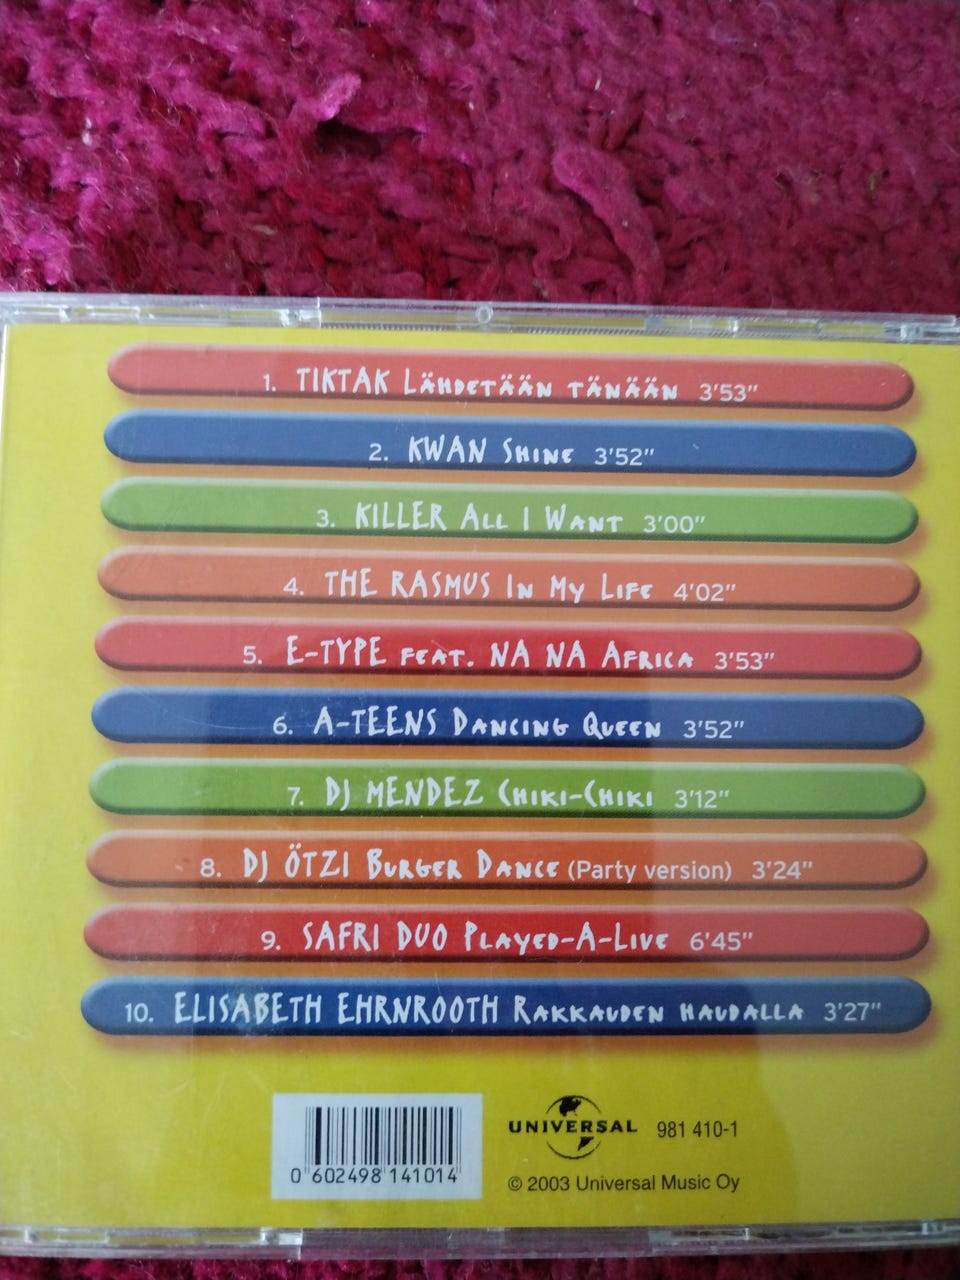 1. TIKTAK Lähdetään tänään 3'53"
2. KWAN Shine 3'52"
3. KILLER All I Want 3'00"
4. THE RASMUS In My Life 4'02"
5. E-TYPE feat. NA NA Africa 3'53"
6. A-TEENS Dancing Queen 3'52"
7. DJ MENDEZ Chiki-Chiki 3'12"
8. DJ ÖTZI Burger Dance (Party version) 3'24"
9. SAFRI DUO Played-A-Live 6'45"
10. ELISABETH EHRNROOTH Rakkauden haudalla 3'27"
UNIVERSAL 981 410-1
0 602498 141014
© 2003 Universal Music Oy